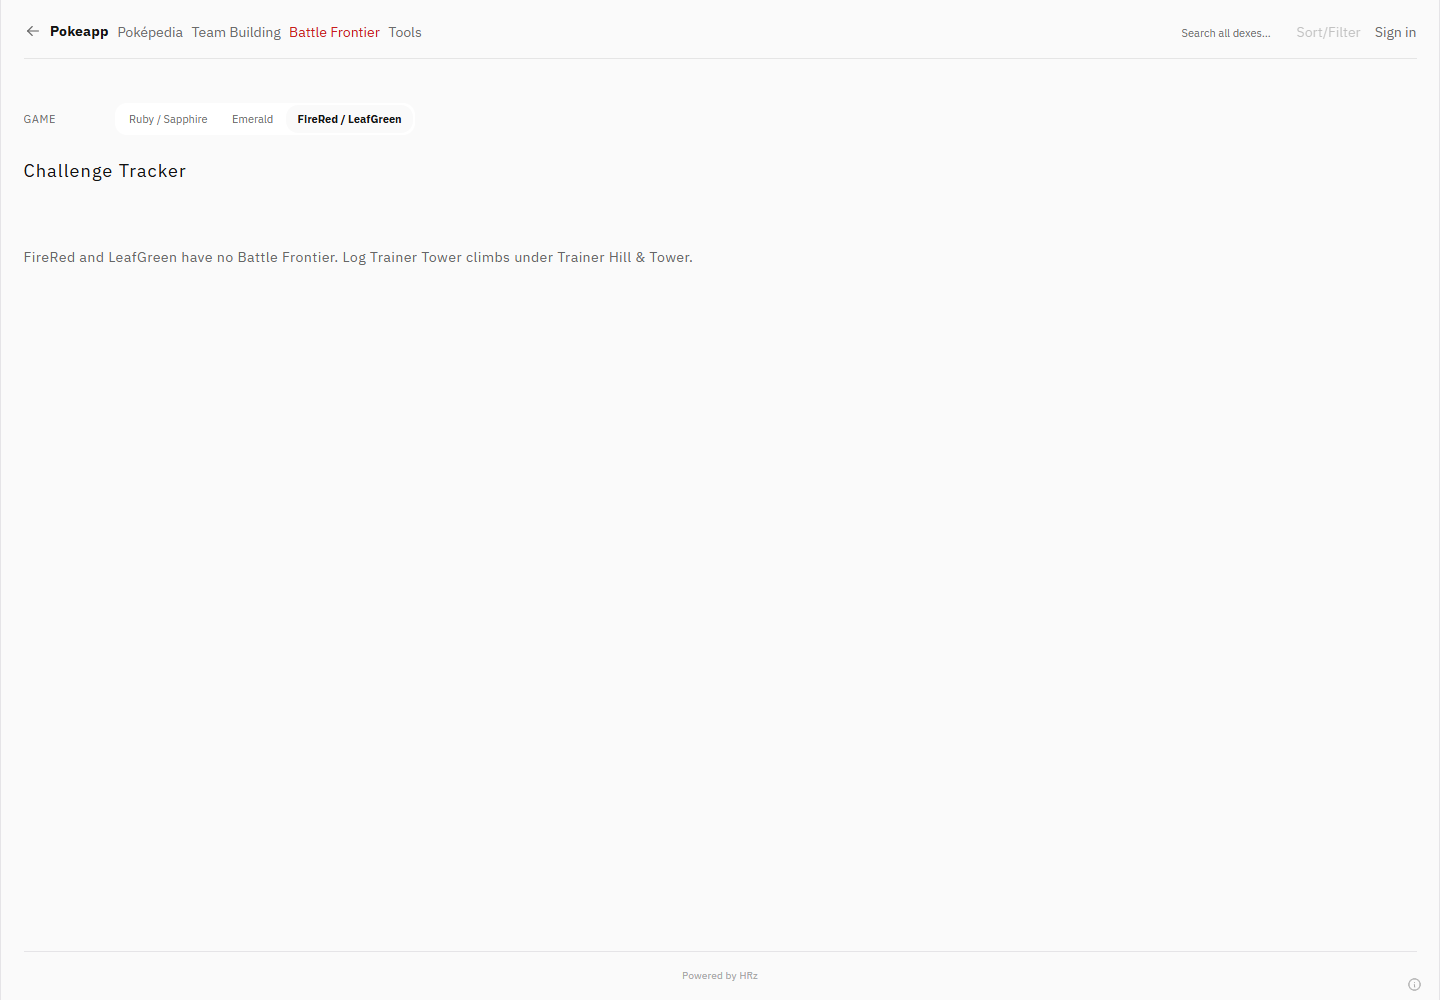 Pokeapp Poképedia Team Building Battle Frontier Tools Search all dexes... Sort/Filter Sign in
GAME Ruby / Sapphire Emerald FireRed / LeafGreen
Challenge Tracker
FireRed and LeafGreen have no Battle Frontier. Log Trainer Tower climbs under Trainer Hill & Tower.
Powered by HRz